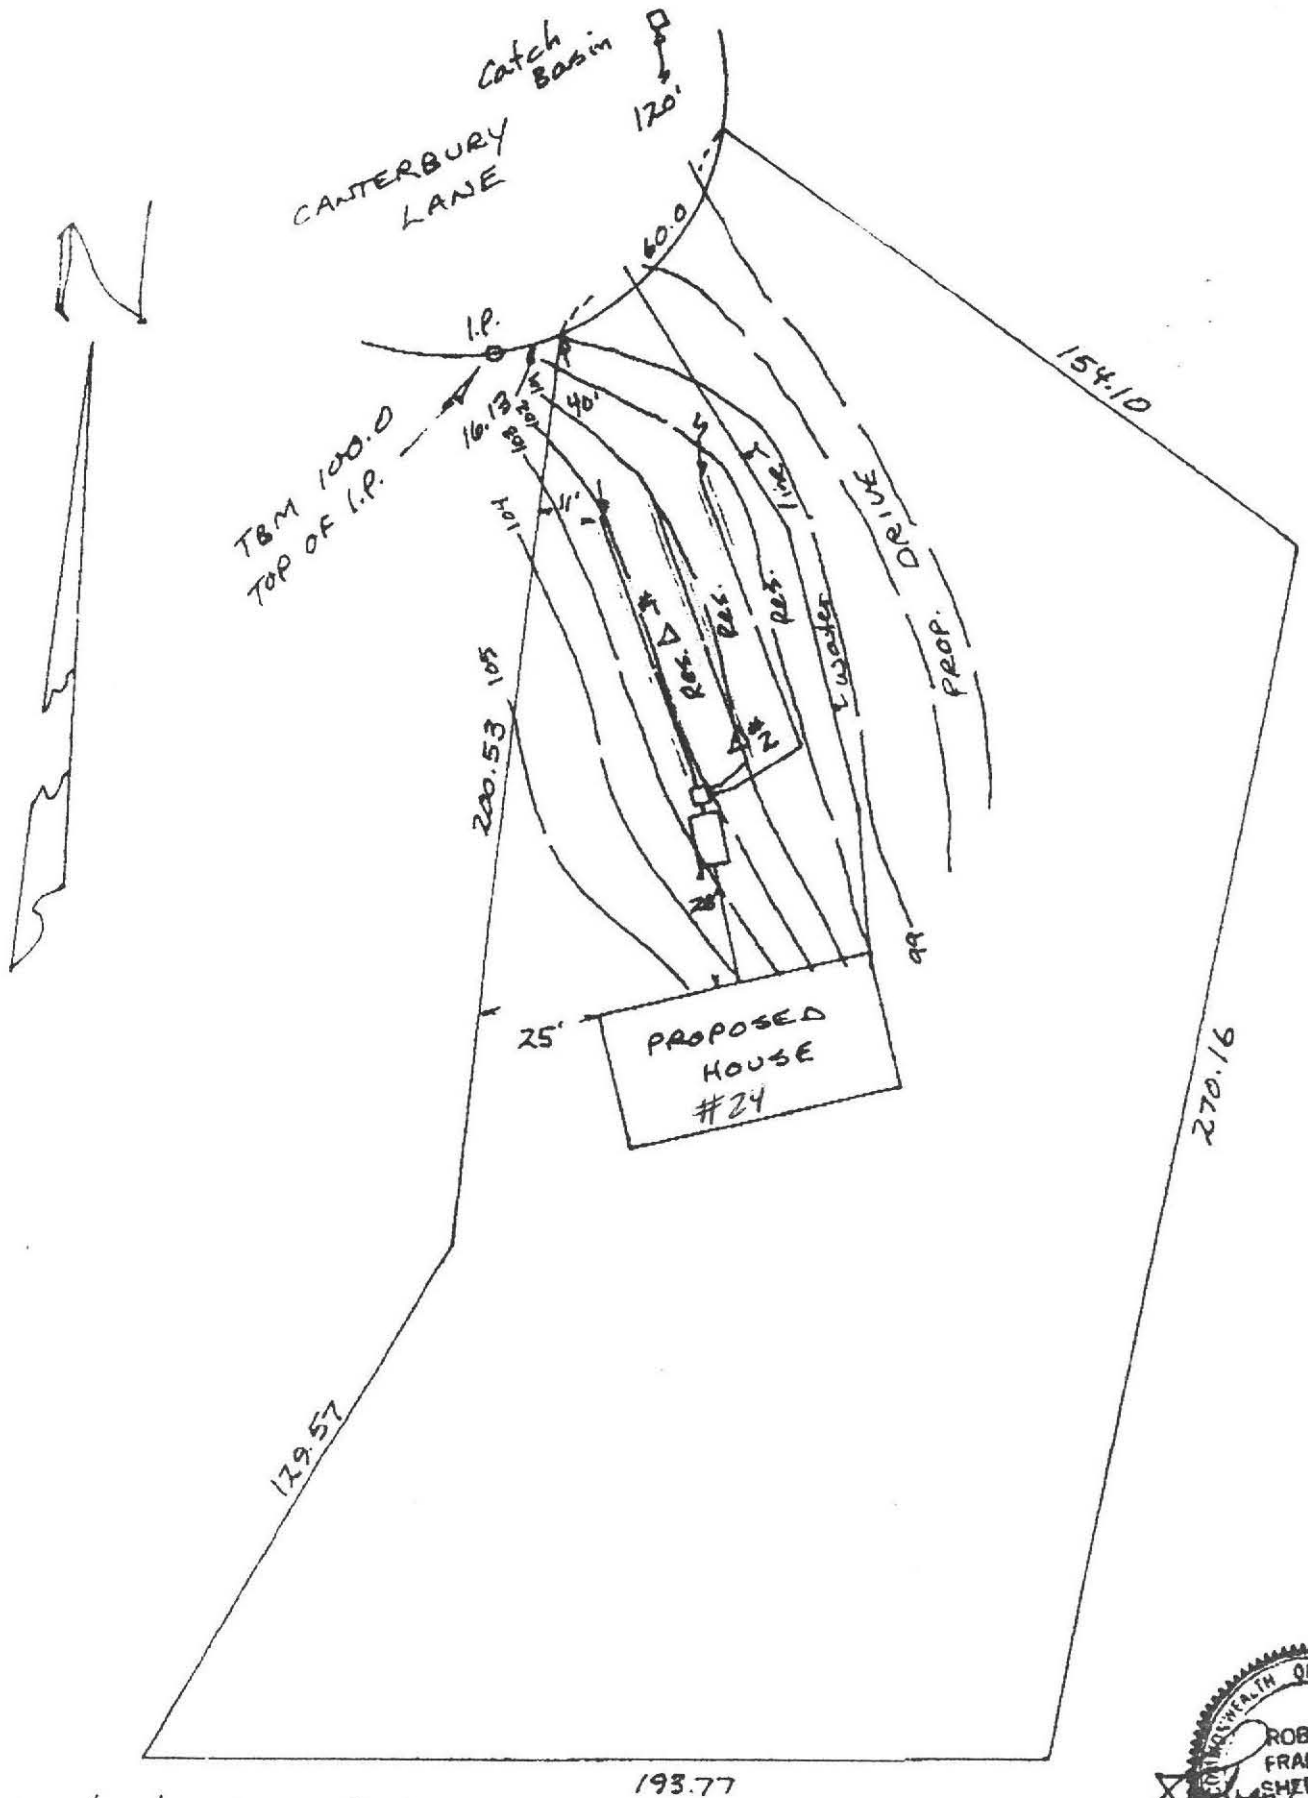 Catch
Basin
120'
CANTERBURY
LANE
N
60.0
I.P.
154.10
TBM 100.0
TOP OF I.P.
16.13
40'
102
103
104
11'
105
200.53
#1
#2
Res.
Res.
Res.
Water
Line
DRIVE
PROP.
28'
99
25'
PROPOSED
HOUSE
#24
270.16
129.57
193.77